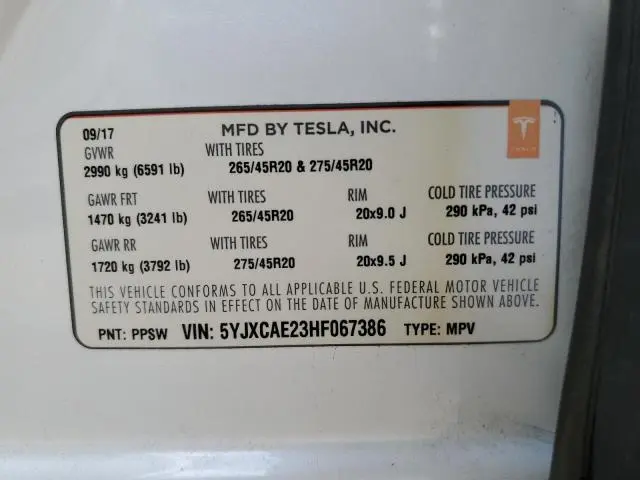 09/17 MFD BY TESLA, INC.
GVWR WITH TIRES
2990 kg (6591 lb) 265/45R20 & 275/45R20
GAWR FRT WITH TIRES RIM COLD TIRE PRESSURE
1470 kg (3241 lb) 265/45R20 20x9.0 J 290 kPa, 42 psi
GAWR RR WITH TIRES RIM COLD TIRE PRESSURE
1720 kg (3792 lb) 275/45R20 20x9.5 J 290 kPa, 42 psi
THIS VEHICLE CONFORMS TO ALL APPLICABLE U.S. FEDERAL MOTOR VEHICLE
SAFETY STANDARDS IN EFFECT ON THE DATE OF MANUFACTURE SHOWN ABOVE.
PNT: PPSW VIN: 5YJXCAE23HF067386 TYPE: MPV
TESLA